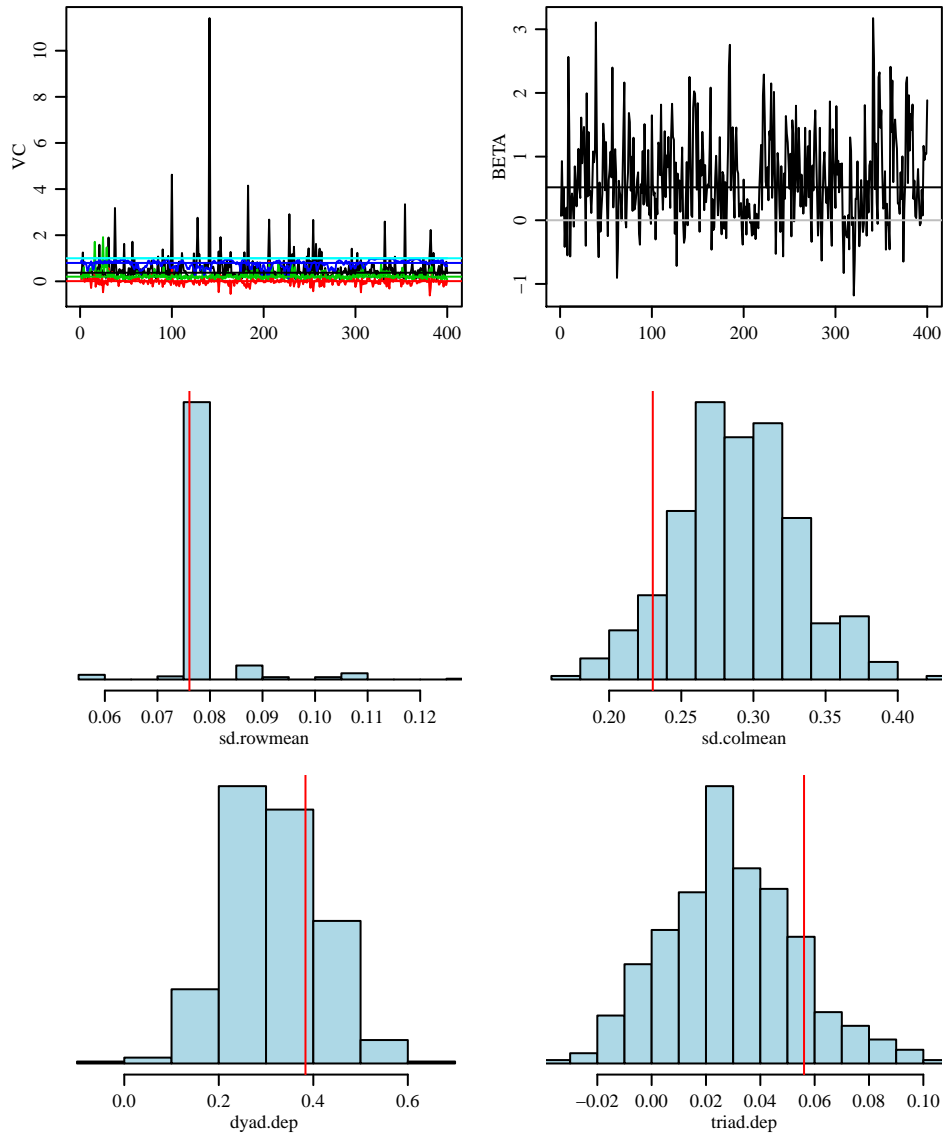 VC
0 2 4 6 8 10
0 100 200 300 400
BETA
−1 0 1 2 3
0 100 200 300 400
0.06 0.07 0.08 0.09 0.10 0.11 0.12
sd.rowmean
0.20 0.25 0.30 0.35 0.40
sd.colmean
0.0 0.2 0.4 0.6
dyad.dep
−0.02 0.00 0.02 0.04 0.06 0.08 0.10
triad.dep